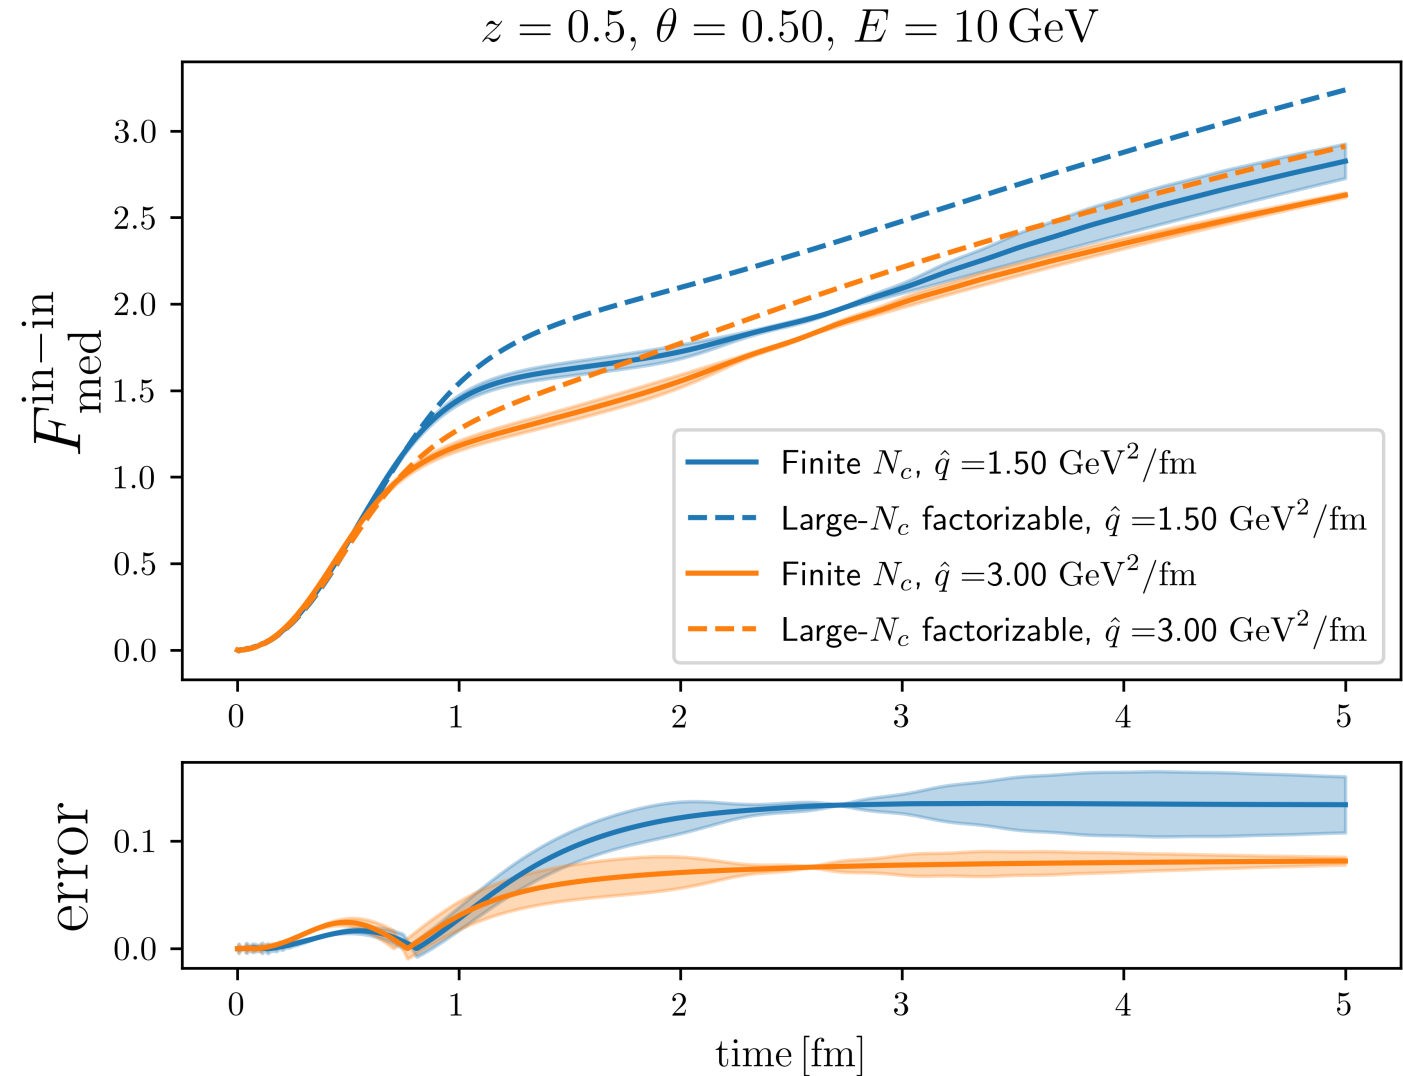 z = 0.5, θ = 0.50, E = 10 GeV
F_med^{in−in}
3.0
2.5
2.0
1.5
1.0
0.5
0.0
Finite N_c, q̂ =1.50 GeV²/fm
Large-N_c factorizable, q̂ =1.50 GeV²/fm
Finite N_c, q̂ =3.00 GeV²/fm
Large-N_c factorizable, q̂ =3.00 GeV²/fm
0 1 2 3 4 5
error
0.1
0.0
0 1 2 3 4 5
time [fm]